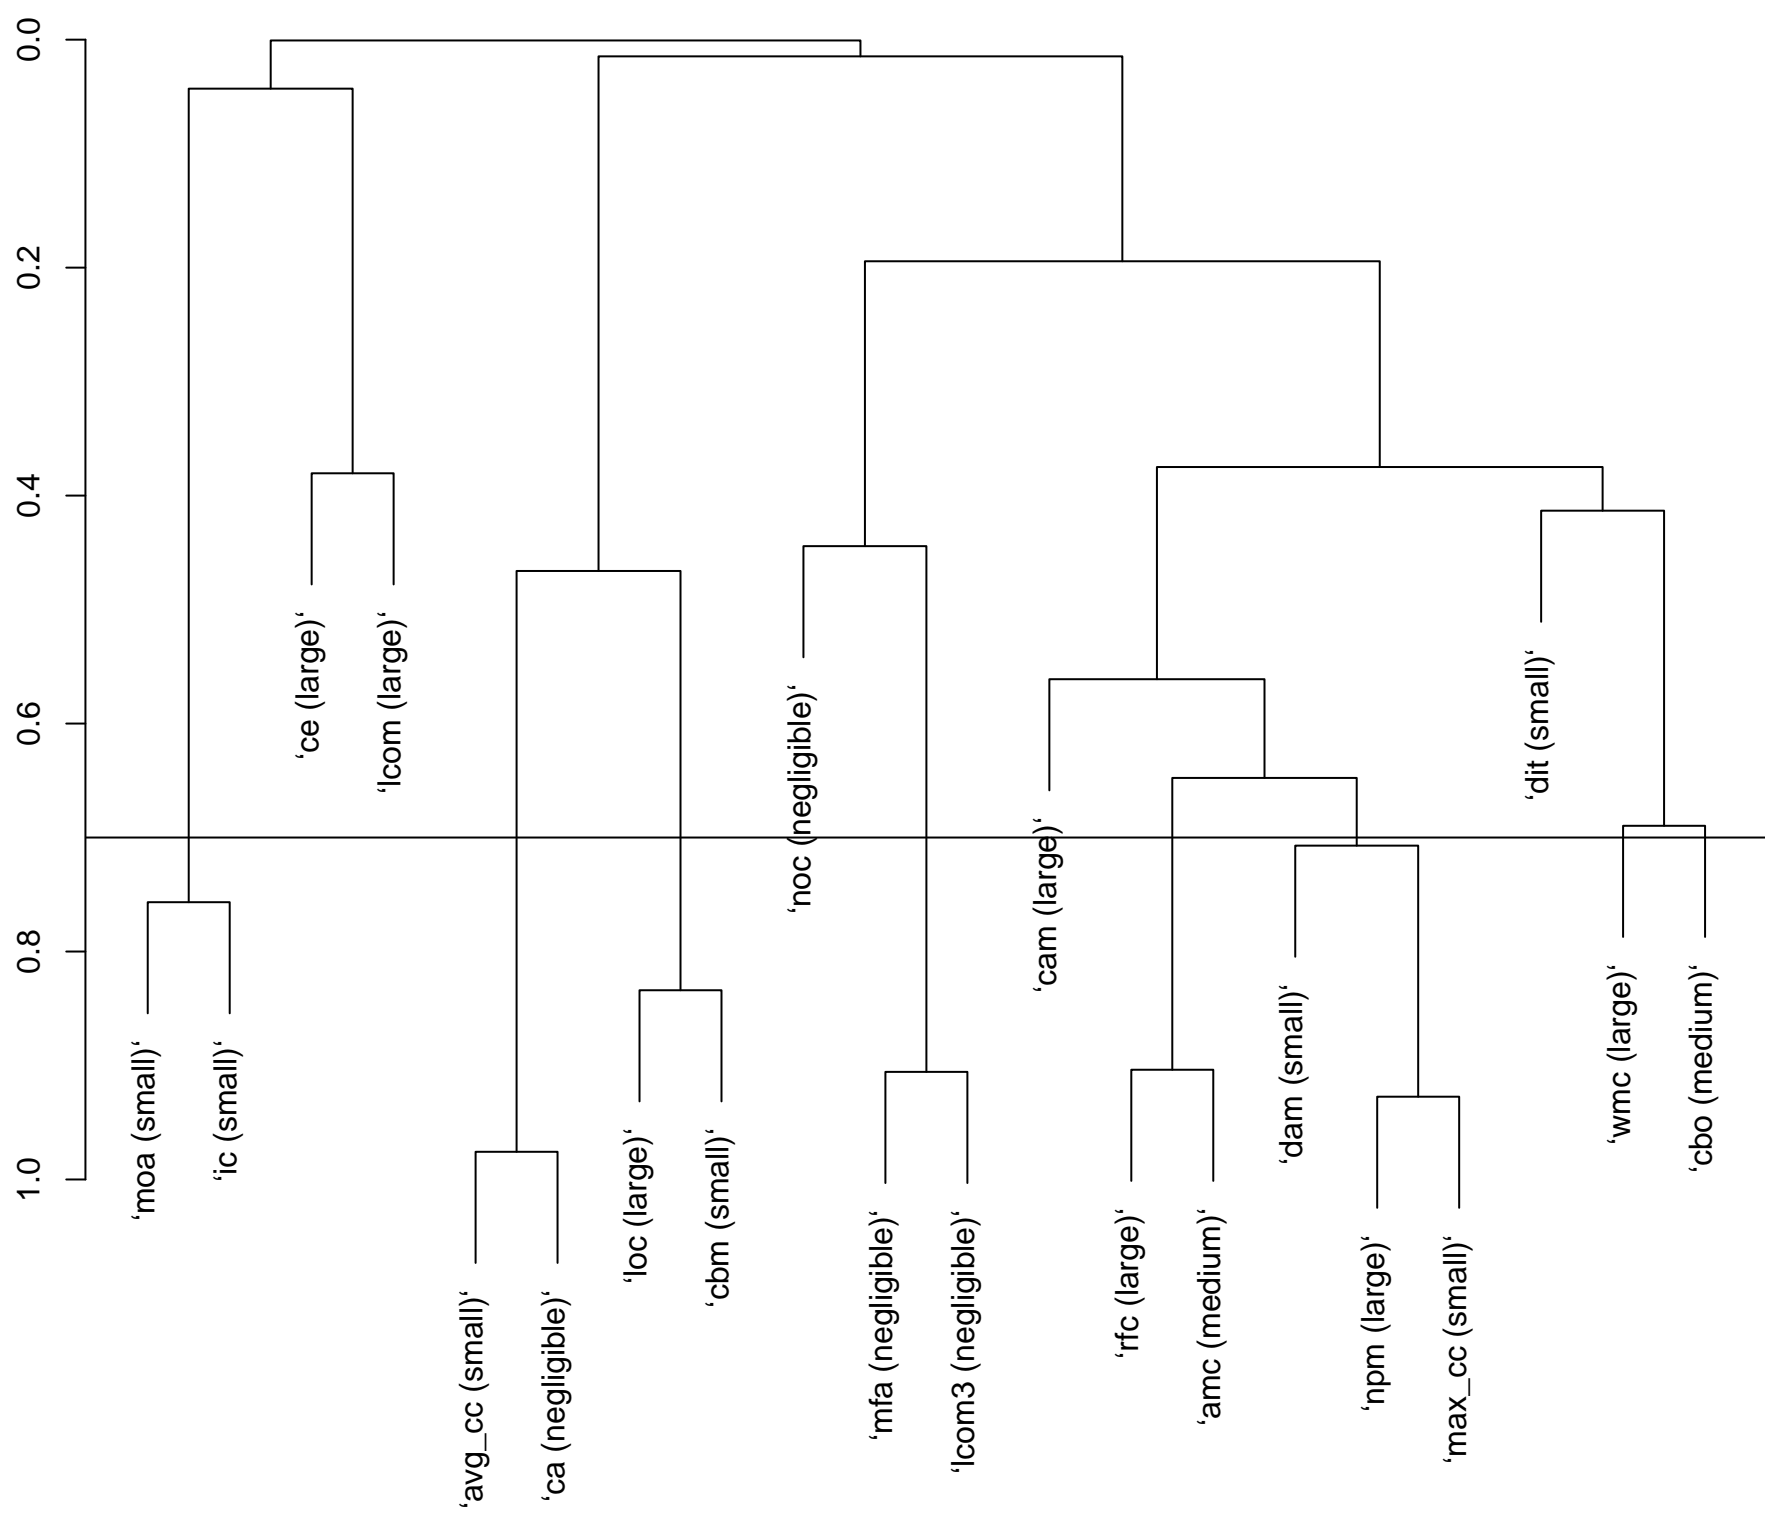 0.0
0.2
0.4
0.6
0.8
1.0
‘moa (small)‘
‘ic (small)‘
‘ce (large)‘
‘lcom (large)‘
‘avg_cc (small)‘
‘ca (negligible)‘
‘loc (large)‘
‘cbm (small)‘
‘noc (negligible)‘
‘mfa (negligible)‘
‘lcom3 (negligible)‘
‘cam (large)‘
‘rfc (large)‘
‘amc (medium)‘
‘dam (small)‘
‘npm (large)‘
‘max_cc (small)‘
‘dit (small)‘
‘wmc (large)‘
‘cbo (medium)‘